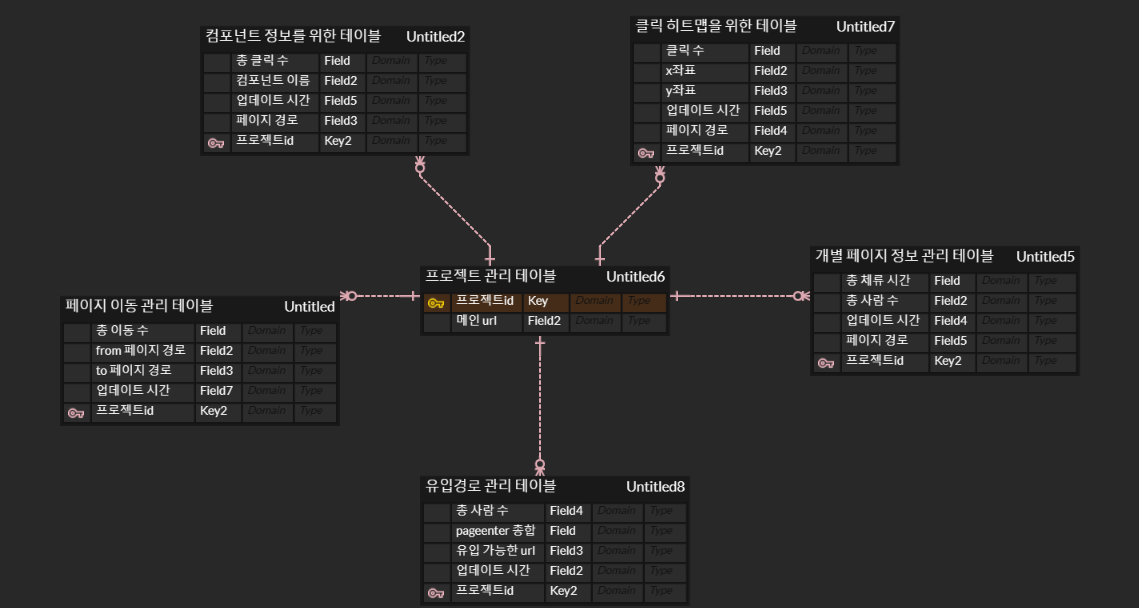 컴포넌트 정보를 위한 테이블 Untitled2
총 클릭 수 Field Domain Type
컴포넌트 이름 Field2 Domain Type
업데이트 시간 Field5 Domain Type
페이지 경로 Field3 Domain Type
프로젝트id Key2 Domain Type
클릭 히트맵을 위한 테이블 Untitled7
클릭 수 Field Domain Type
x좌표 Field2 Domain Type
y좌표 Field3 Domain Type
업데이트 시간 Field5 Domain Type
페이지 경로 Field4 Domain Type
프로젝트id Key2 Domain Type
개별 페이지 정보 관리 테이블 Untitled5
총 체류 시간 Field Domain Type
총 사람 수 Field2 Domain Type
업데이트 시간 Field4 Domain Type
페이지 경로 Field5 Domain Type
프로젝트id Key2 Domain Type
프로젝트 관리 테이블 Untitled6
프로젝트id Key Domain Type
메인 url Field2 Domain Type
페이지 이동 관리 테이블 Untitled
총 이동 수 Field Domain Type
from 페이지 경로 Field2 Domain Type
to 페이지 경로 Field3 Domain Type
업데이트 시간 Field7 Domain Type
프로젝트id Key2 Domain Type
유입경로 관리 테이블 Untitled8
총 사람 수 Field4 Domain Type
pageenter 종합 Field Domain Type
유입 가능한 url Field3 Domain Type
업데이트 시간 Field2 Domain Type
프로젝트id Key2 Domain Type